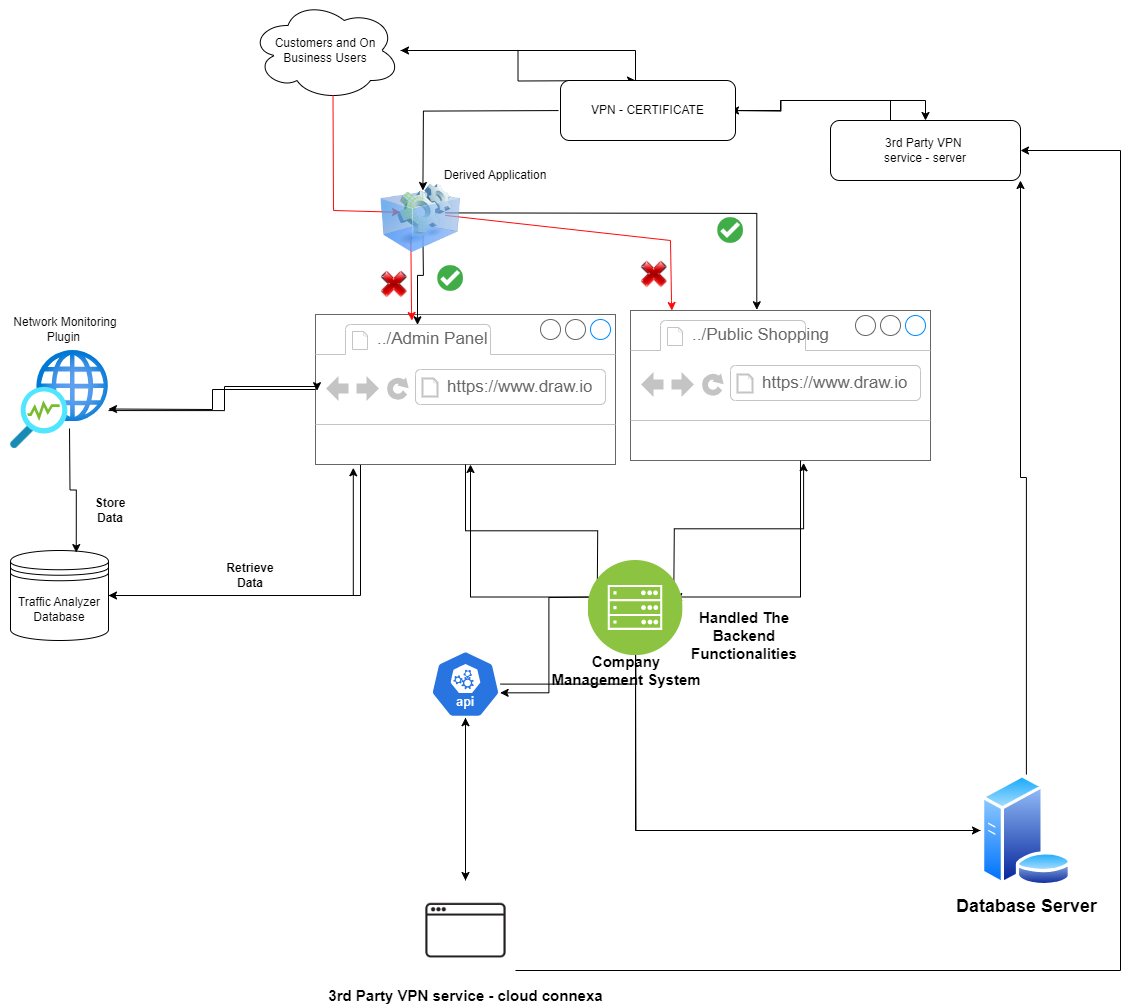 Customers and On
Business Users
VPN - CERTIFICATE
3rd Party VPN
service - server
Derived Application
Network Monitoring
Plugin
../Admin Panel
../Public Shopping
https://www.draw.io
https://www.draw.io
Store
Data
Retrieve
Data
Traffic Analyzer
Database
Handled The
Backend
Functionalities
Company
Management System
api
Database Server
3rd Party VPN service - cloud connexa